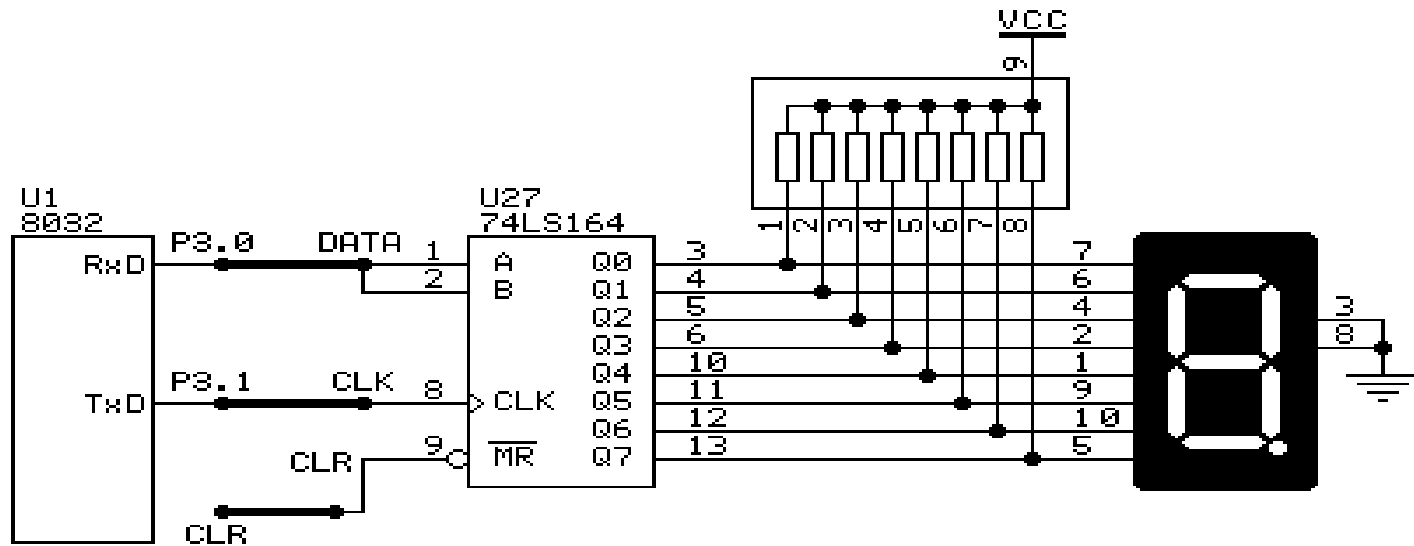 VCC
9
U1
8032
U27
74LS164
1 2 3 4 5 6 7 8
P3.0 DATA 1 3 7
RxD A Q0
2 4 6
B Q1
5 4
Q2
6 2 3
Q3
10 1 8
Q4
P3.1 CLK 8 11 9
TxD CLK Q5
12 10
Q6
CLR 9 13 5
MR Q7
CLR